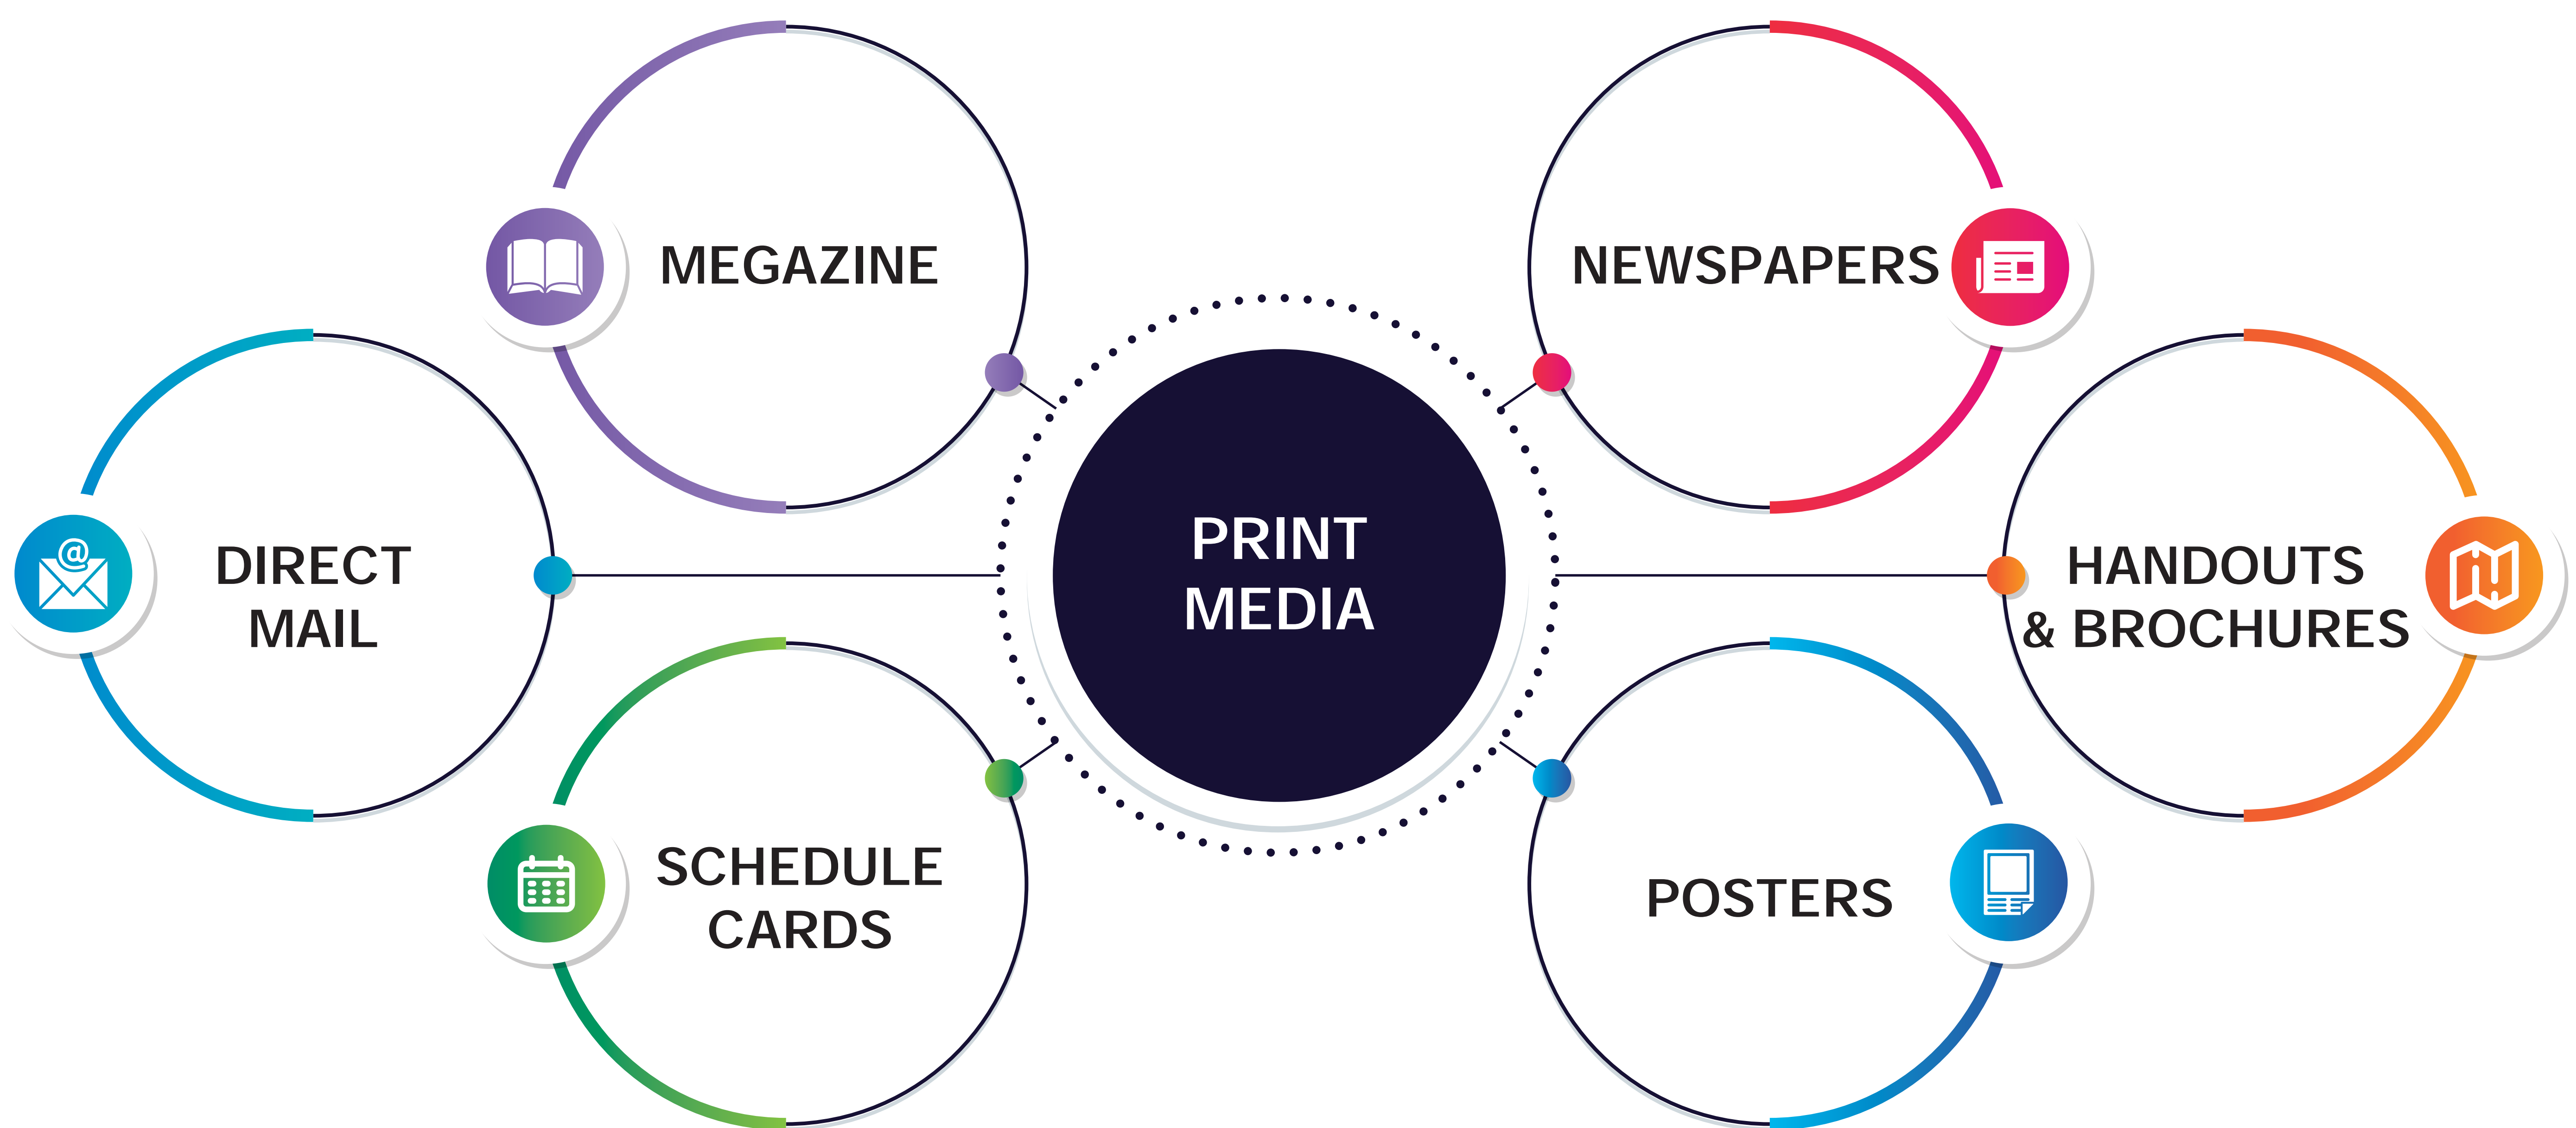 MEGAZINE
NEWSPAPERS
DIRECT
MAIL
PRINT
MEDIA
HANDOUTS
& BROCHURES
SCHEDULE
CARDS
POSTERS